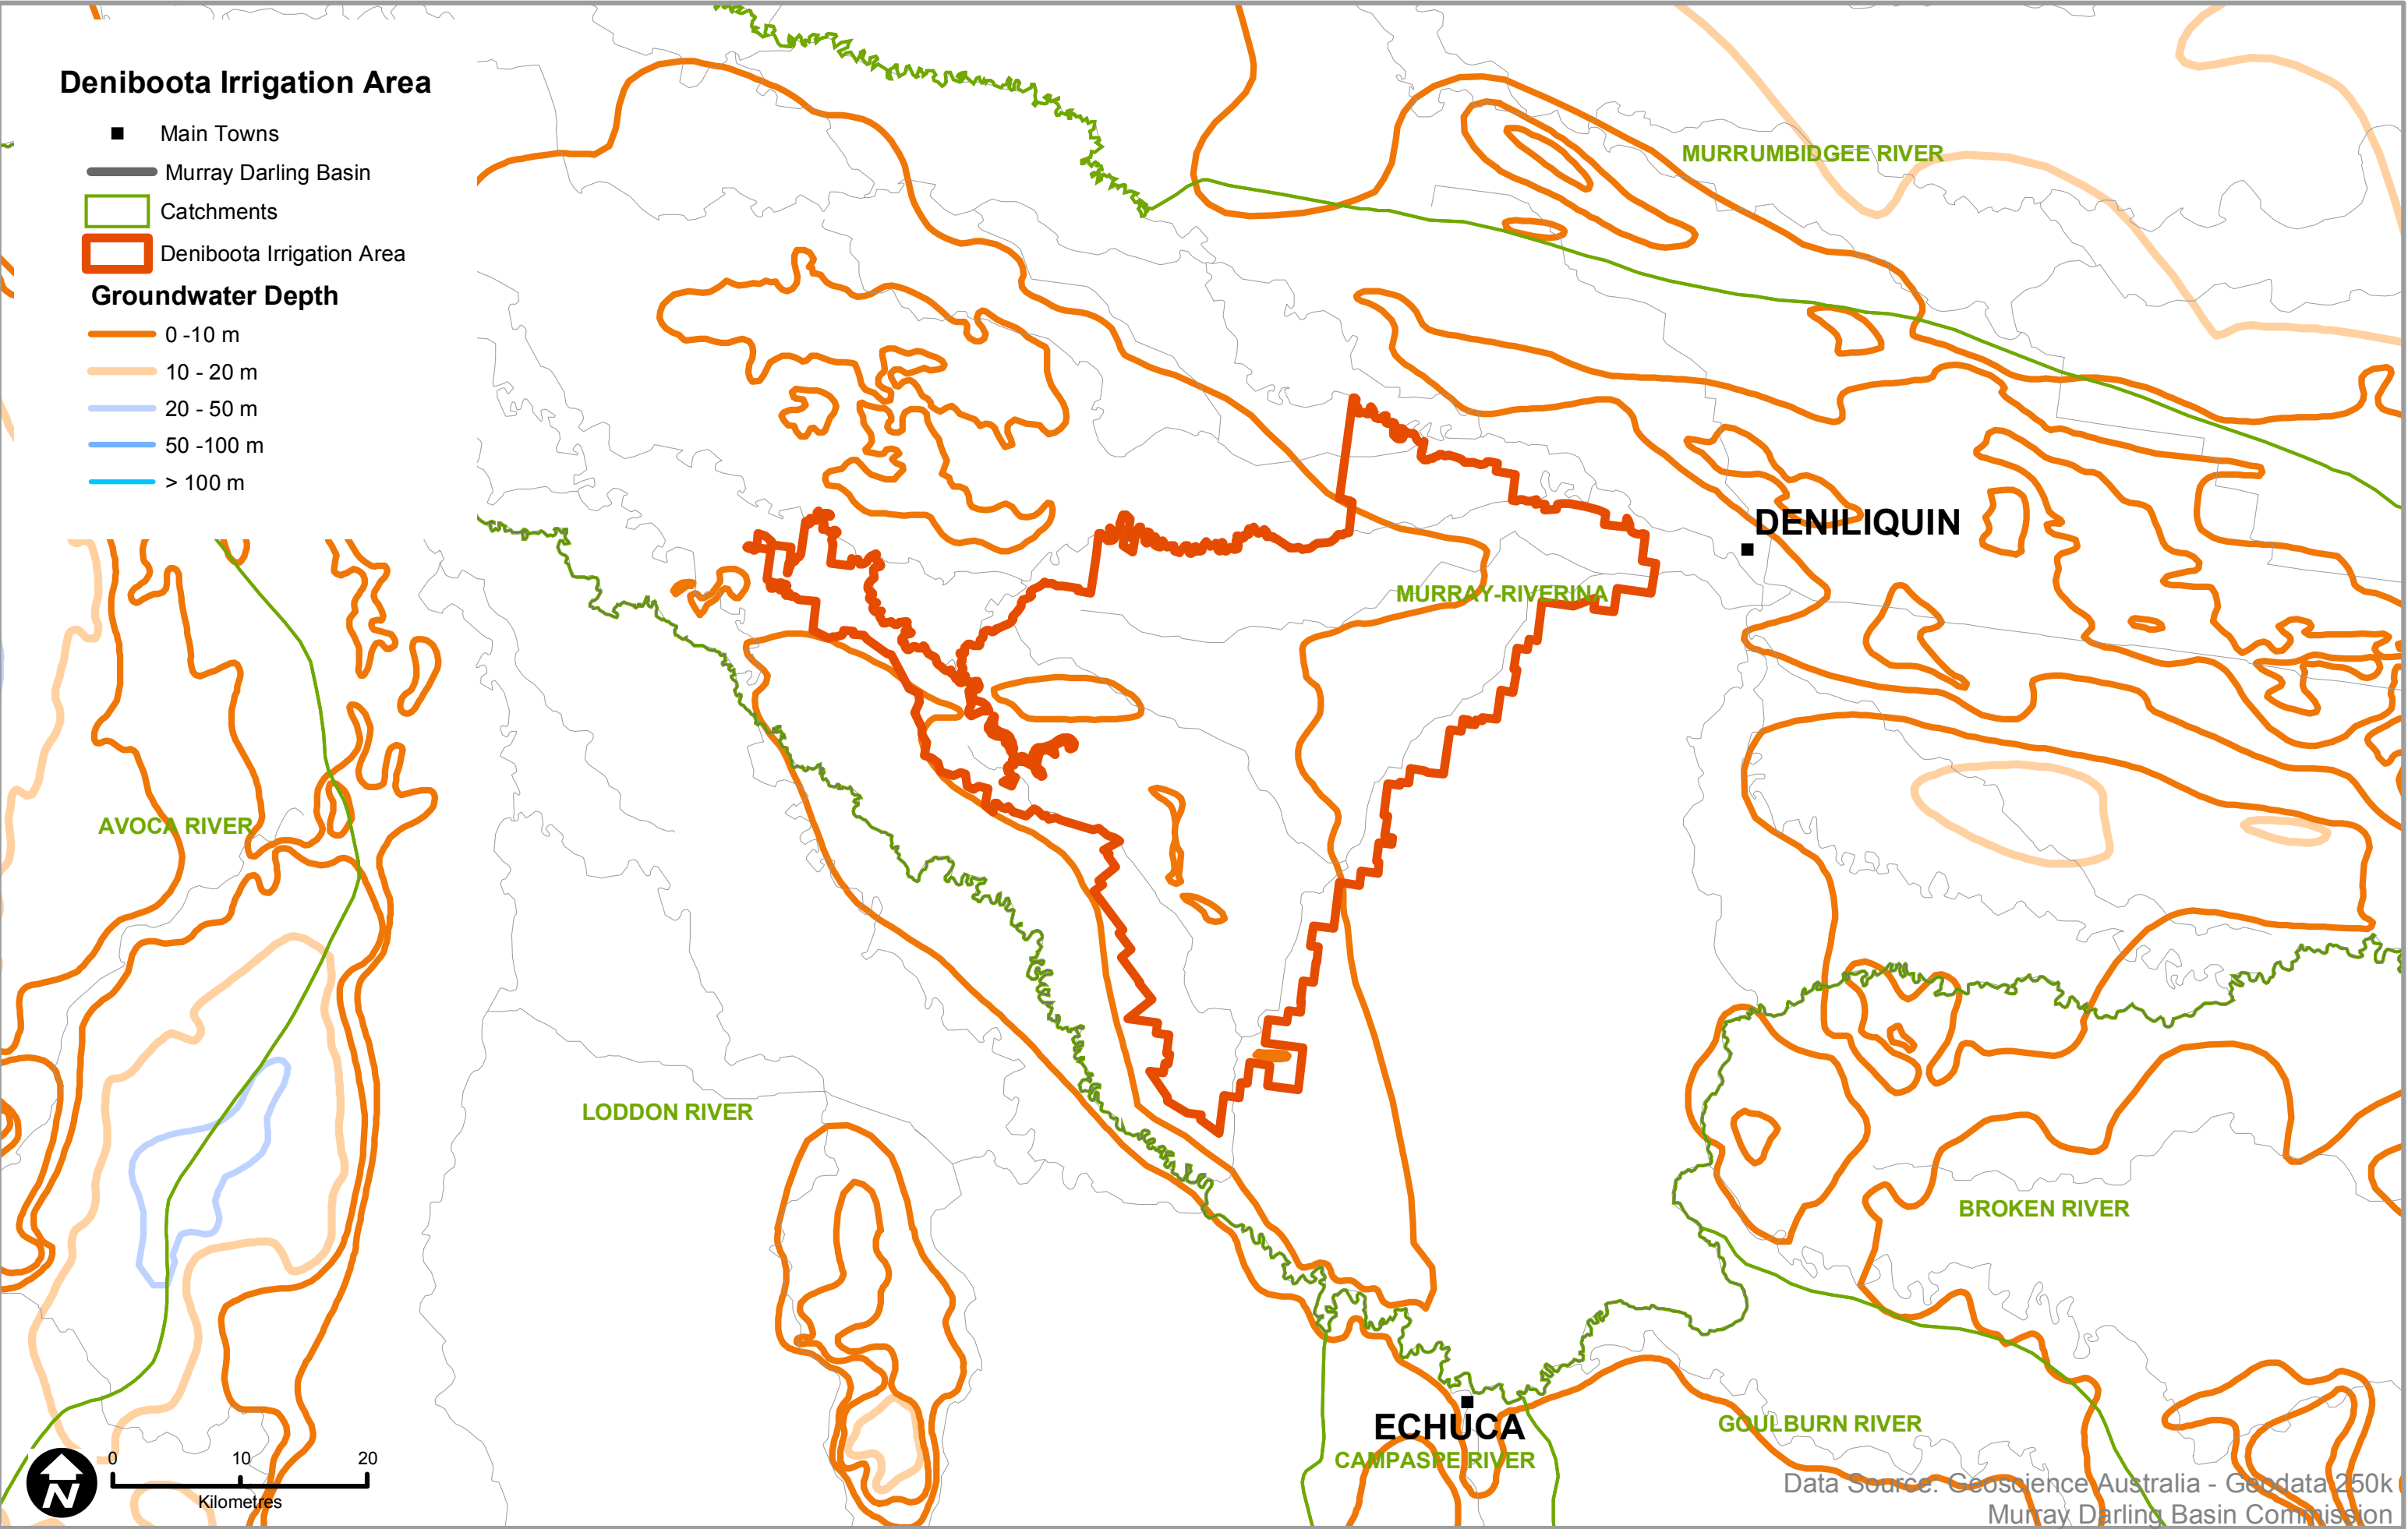 Deniboota Irrigation Area
Main Towns
Murray Darling Basin
Catchments
Deniboota Irrigation Area
Groundwater Depth
0 -10 m
10 - 20 m
20 - 50 m
50 -100 m
> 100 m
MURRUMBIDGEE RIVER
DENILIQUIN
MURRAY-RIVERINA
AVOCA RIVER
LODDON RIVER
BROKEN RIVER
ECHUCA
GOULBURN RIVER
CAMPASPE RIVER
0 10 20
Kilometres
N
Data Source: Geoscience Australia - Geodata 250k
Murray Darling Basin Commission